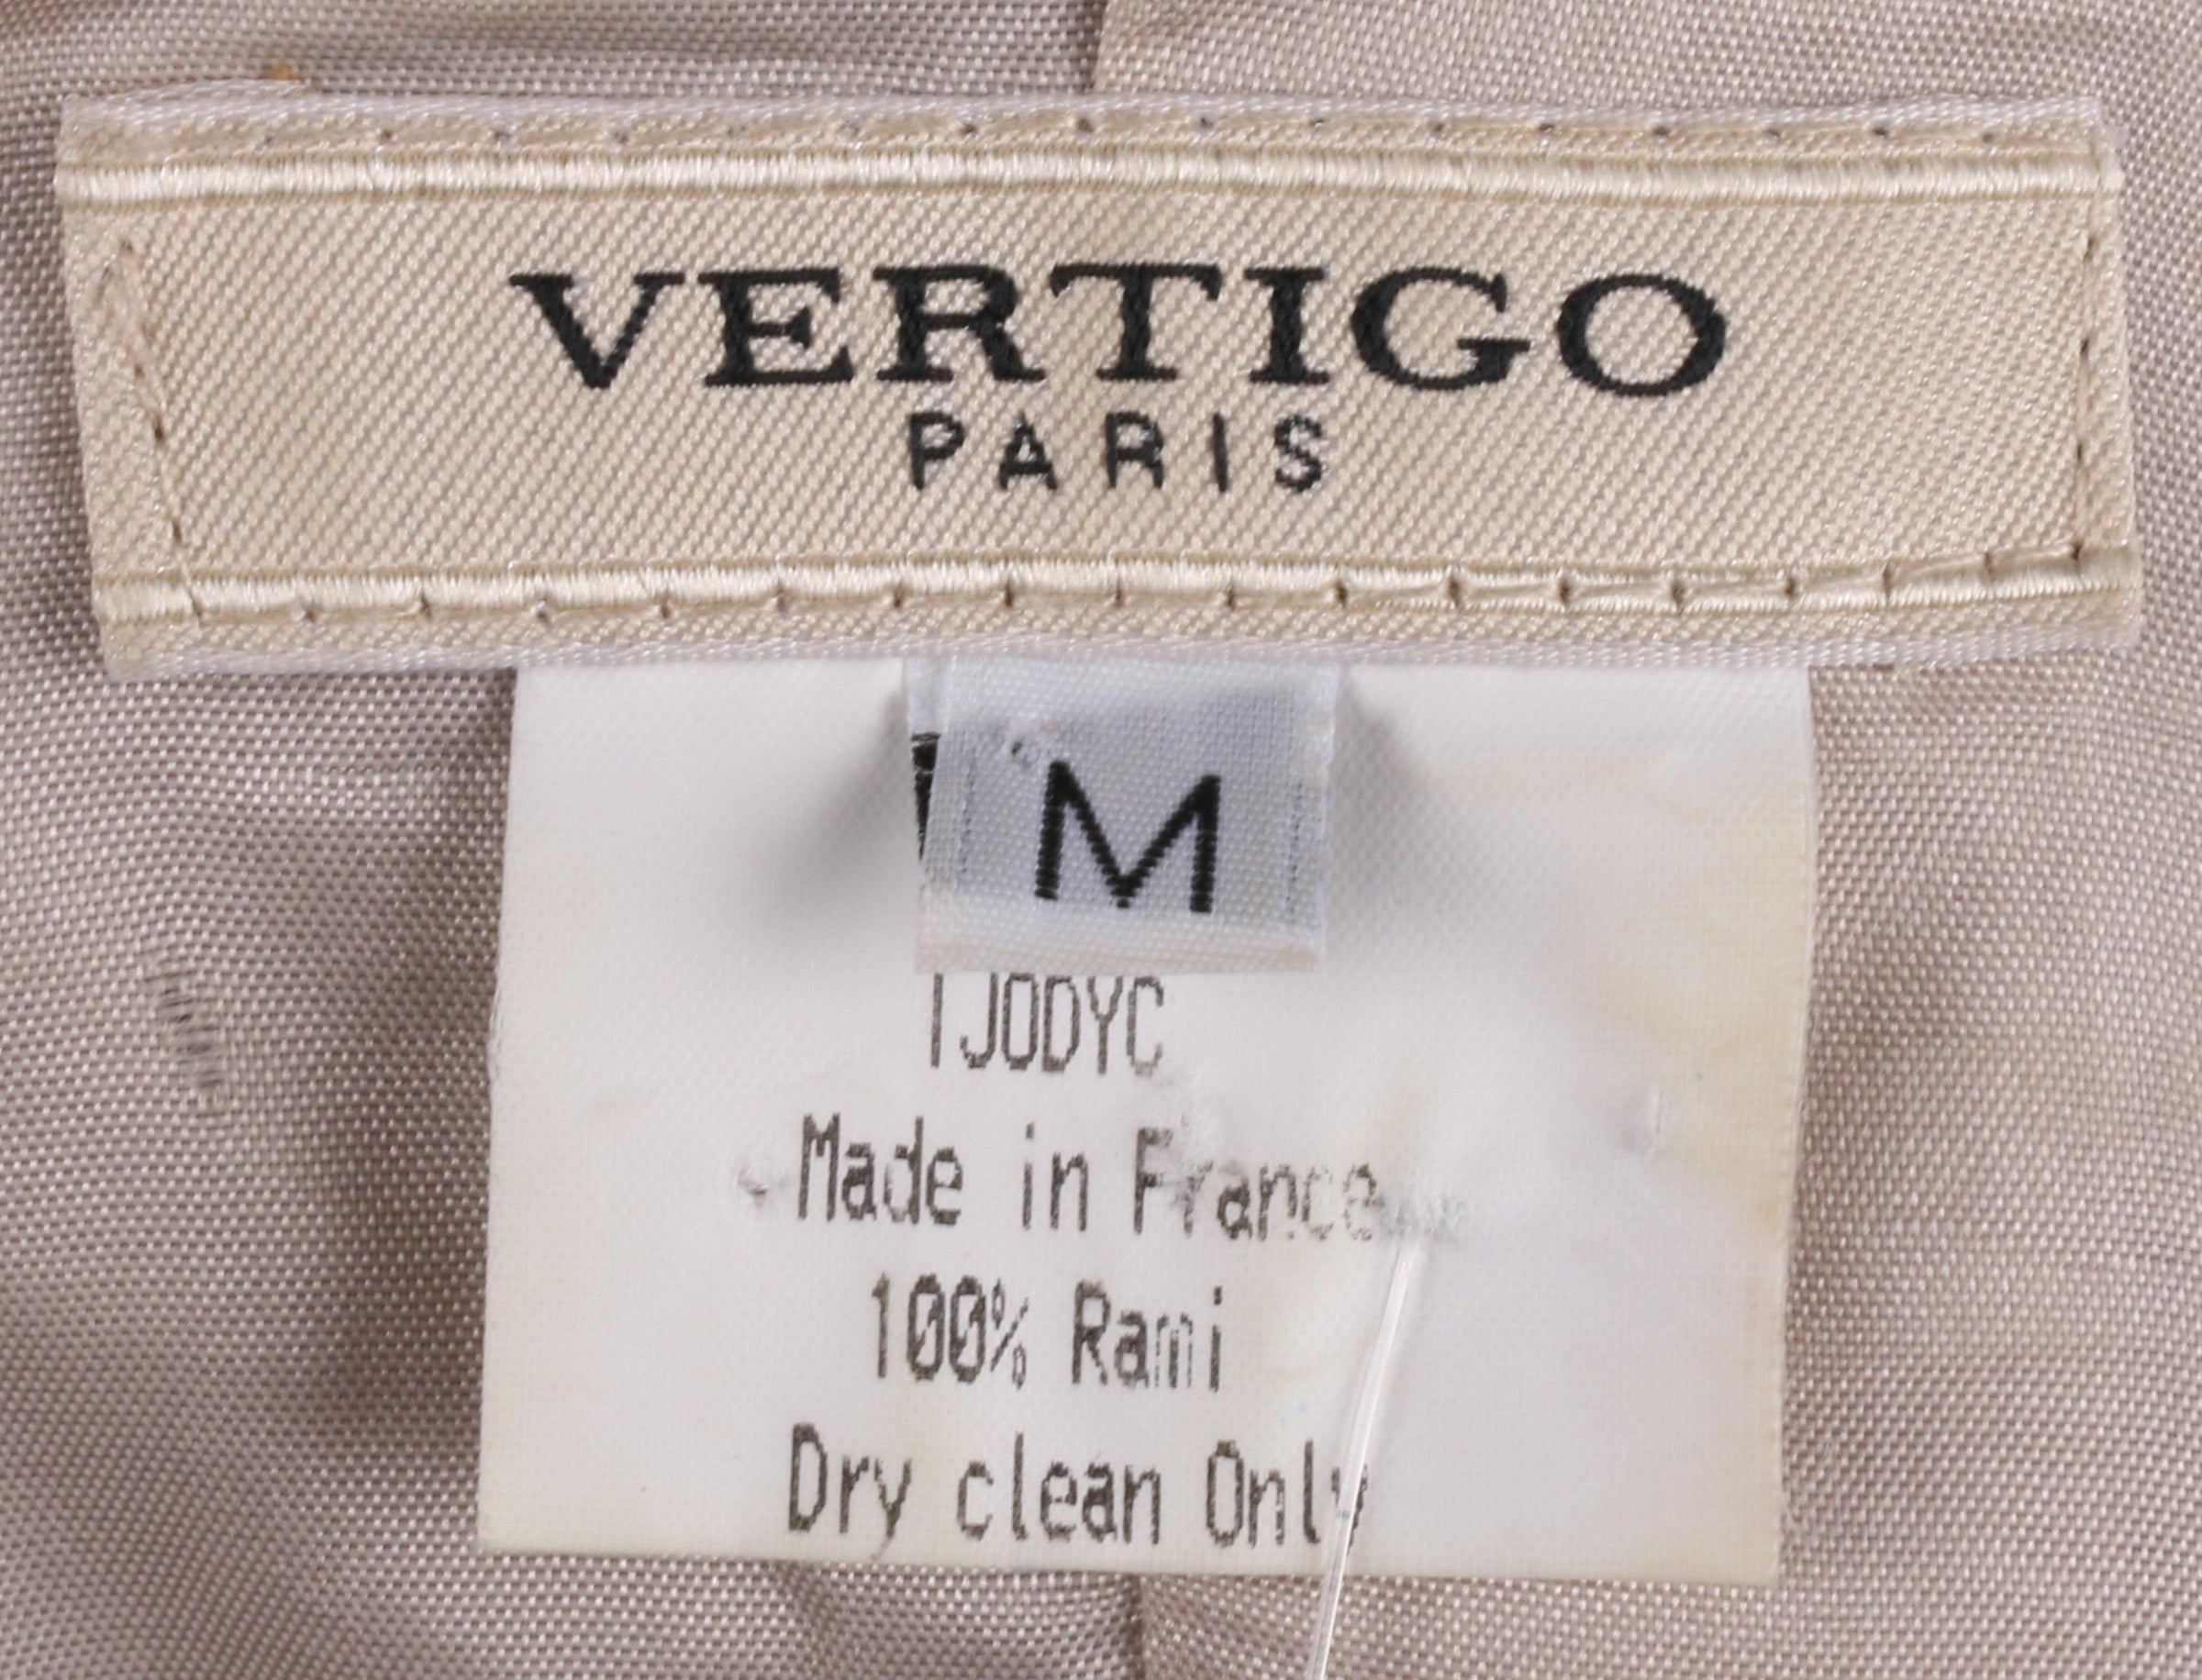 VERTIGO
PARIS
M
TJODYC
Made in France
100% Rami
Dry clean Only